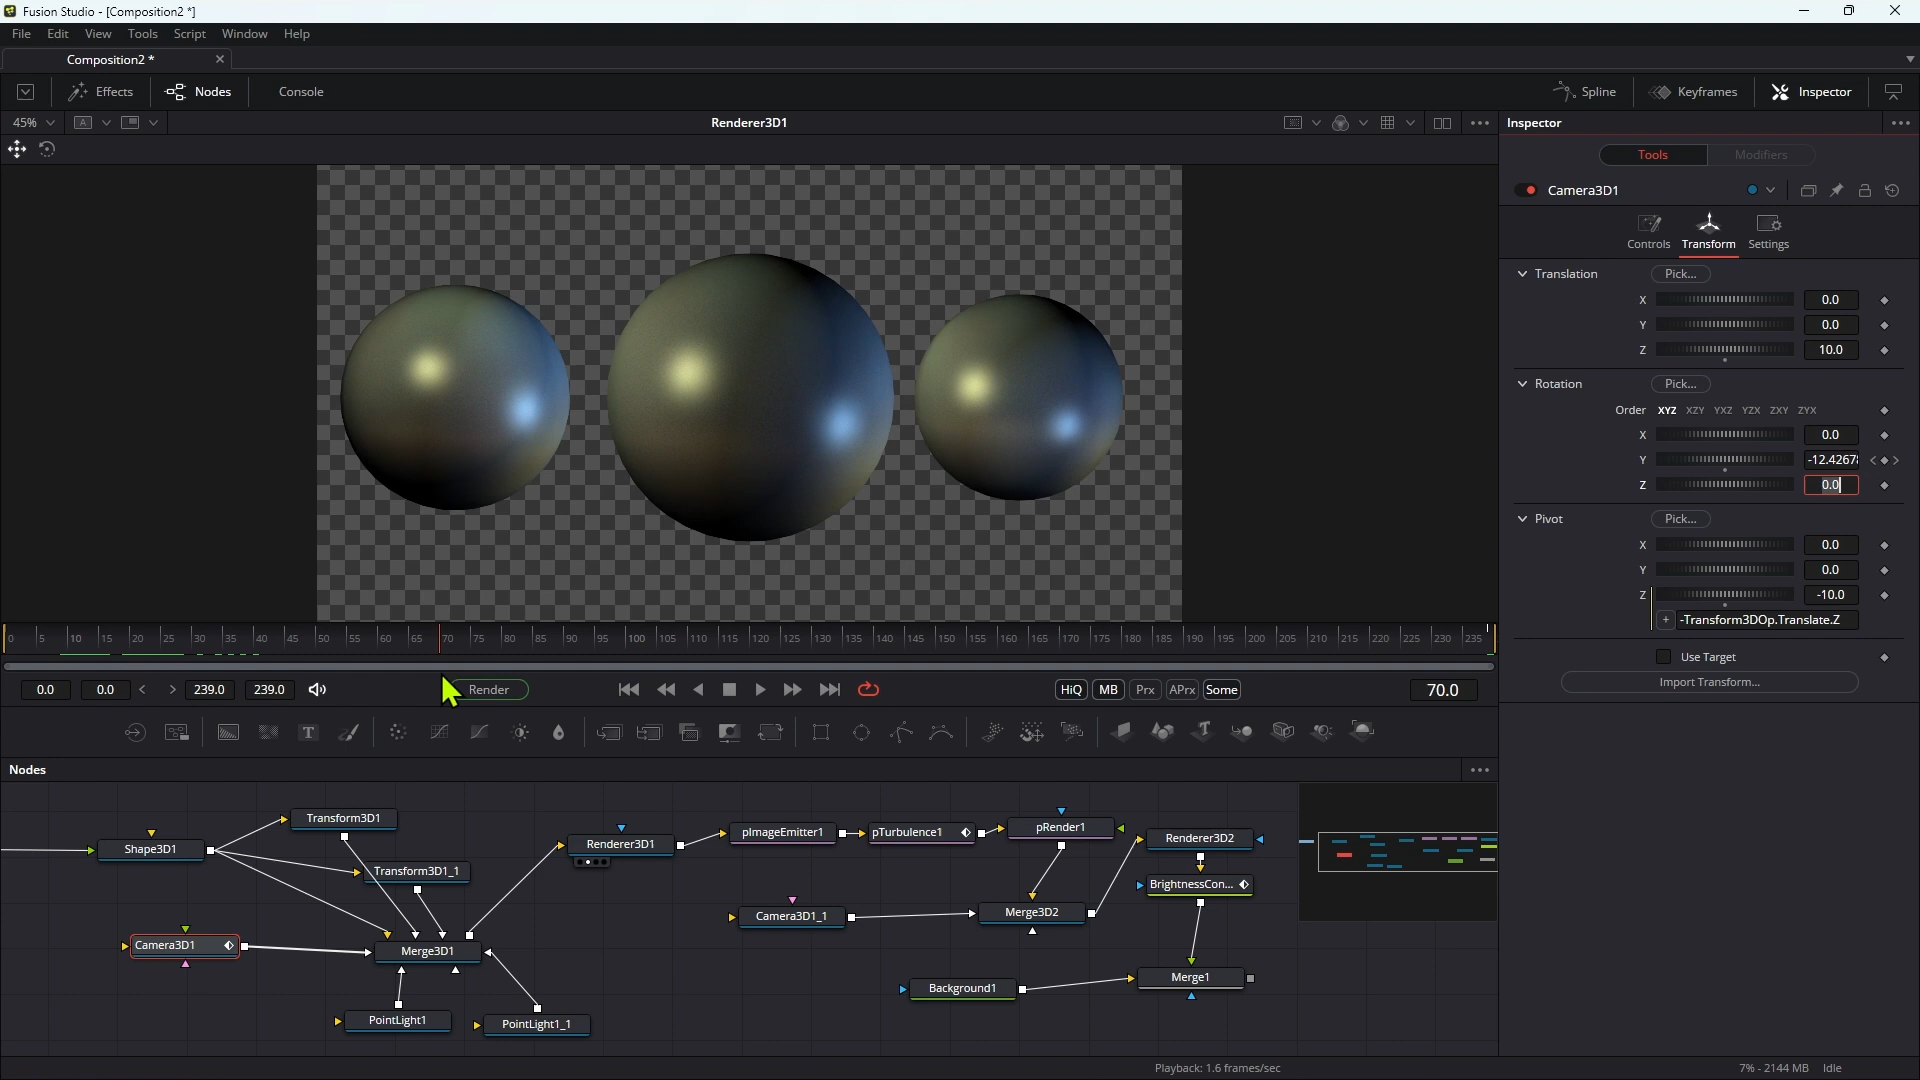 Fusion Studio - [Composition2 *]
File Edit View Tools Script Window Help
Composition2 *
Effects Nodes Console Spline Keyframes Inspector
45% A Renderer3D1 Inspector
Tools Modifiers
Camera3D1
Controls Transform Settings
Translation Pick...
X 0.0
Y 0.0
Z 10.0
Rotation Pick...
Order XYZ XZY YXZ YZX ZXY ZYX
X 0.0
Y -12.4267
Z 0.0
Pivot Pick...
X 0.0
Y 0.0
Z -10.0
-Transform3DOp.Translate.Z
Use Target
Import Transform...
0 5 10 15 20 25 30 35 40 45 50 55 60 65 70 75 80 85 90 95 100 105 110 115 120 125 130 135 140 145 150 155 160 165 170 175 180 185 190 195 200 205 210 215 220 225 230 235
0.0 0.0 239.0 239.0 Render HiQ MB Prx APrx Some 70.0
T T
Nodes
Transform3D1
Shape3D1
Transform3D1_1
Camera3D1
Merge3D1
PointLight1
PointLight1_1
Renderer3D1
pImageEmitter1
pTurbulence1
pRender1
Renderer3D2
BrightnessCon...
Camera3D1_1
Merge3D2
Background1
Merge1
Playback: 1.6 frames/sec 7% - 2144 MB Idle